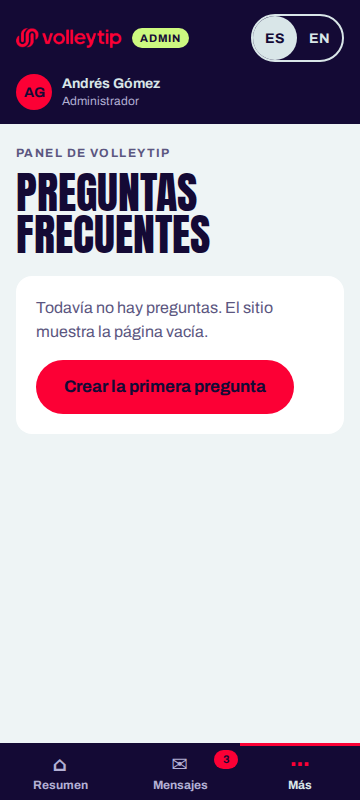 volleytip ADMIN ES EN
AG Andrés Gómez
Administrador
PANEL DE VOLLEYTIP
PREGUNTAS
FRECUENTES
Todavía no hay preguntas. El sitio
muestra la página vacía.
Crear la primera pregunta
3
Resumen Mensajes Más